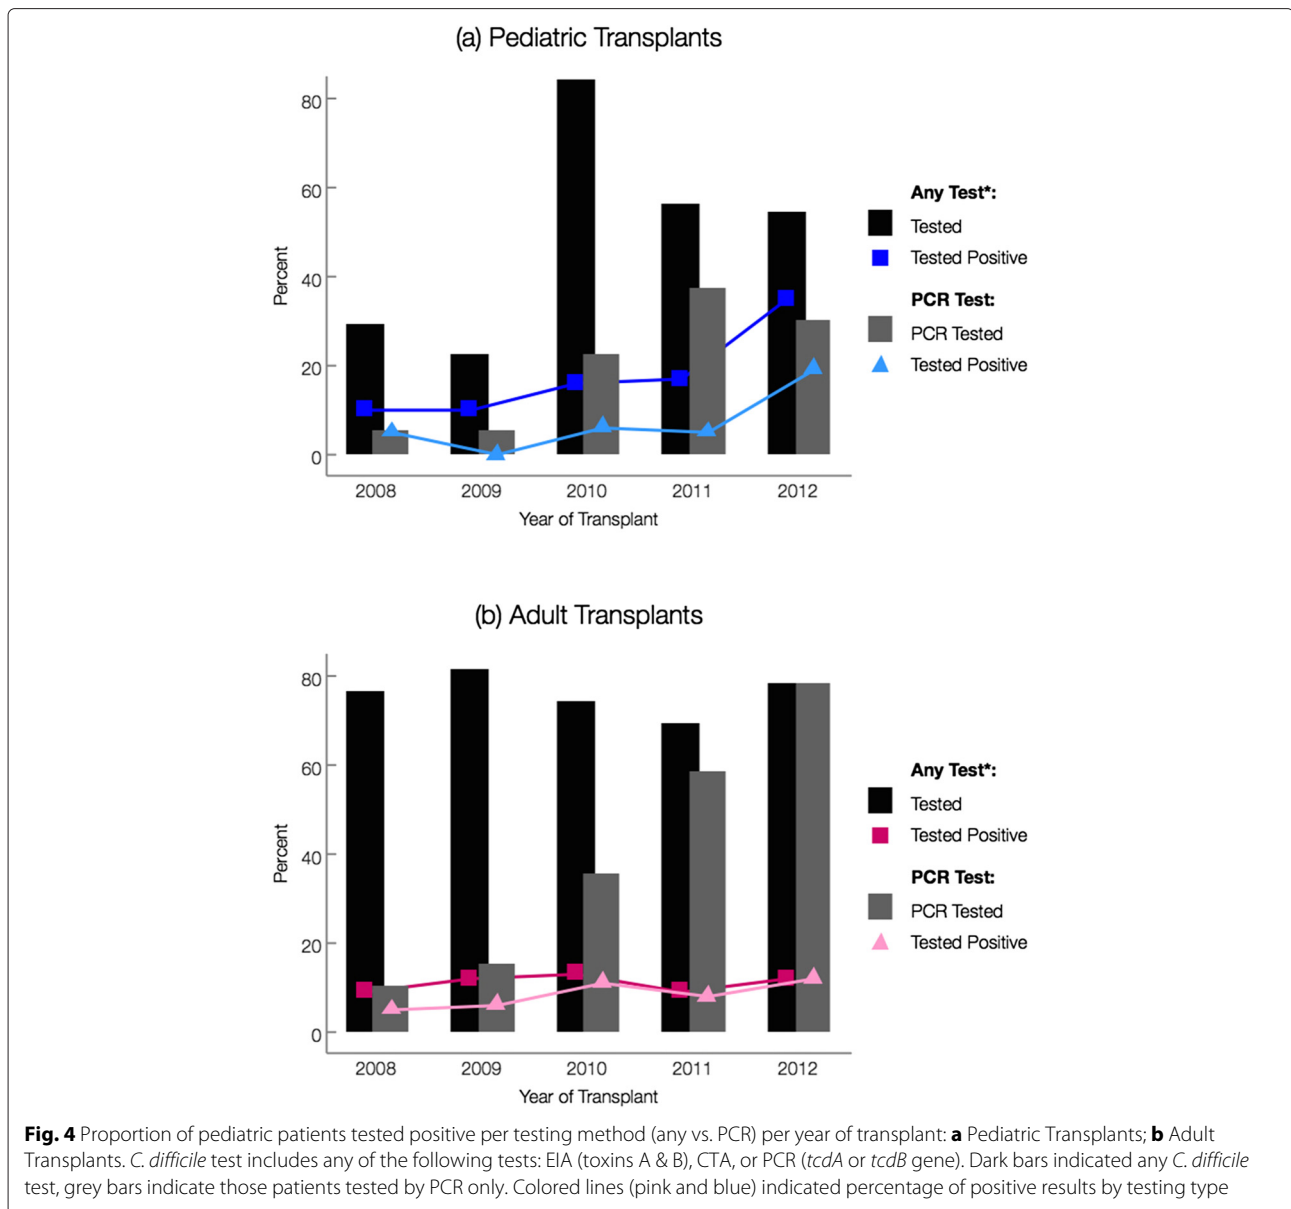 (a) Pediatric Transplants
80
60
40
20
0
Percent
2008 2009 2010 2011 2012
Year of Transplant
Any Test*:
Tested
Tested Positive
PCR Test:
PCR Tested
Tested Positive
(b) Adult Transplants
80
60
40
20
0
Percent
2008 2009 2010 2011 2012
Year of Transplant
Any Test*:
Tested
Tested Positive
PCR Test:
PCR Tested
Tested Positive
Fig. 4 Proportion of pediatric patients tested positive per testing method (any vs. PCR) per year of transplant: a Pediatric Transplants; b Adult
Transplants. C. difficile test includes any of the following tests: EIA (toxins A & B), CTA, or PCR (tcdA or tcdB gene). Dark bars indicated any C. difficile
test, grey bars indicate those patients tested by PCR only. Colored lines (pink and blue) indicated percentage of positive results by testing type